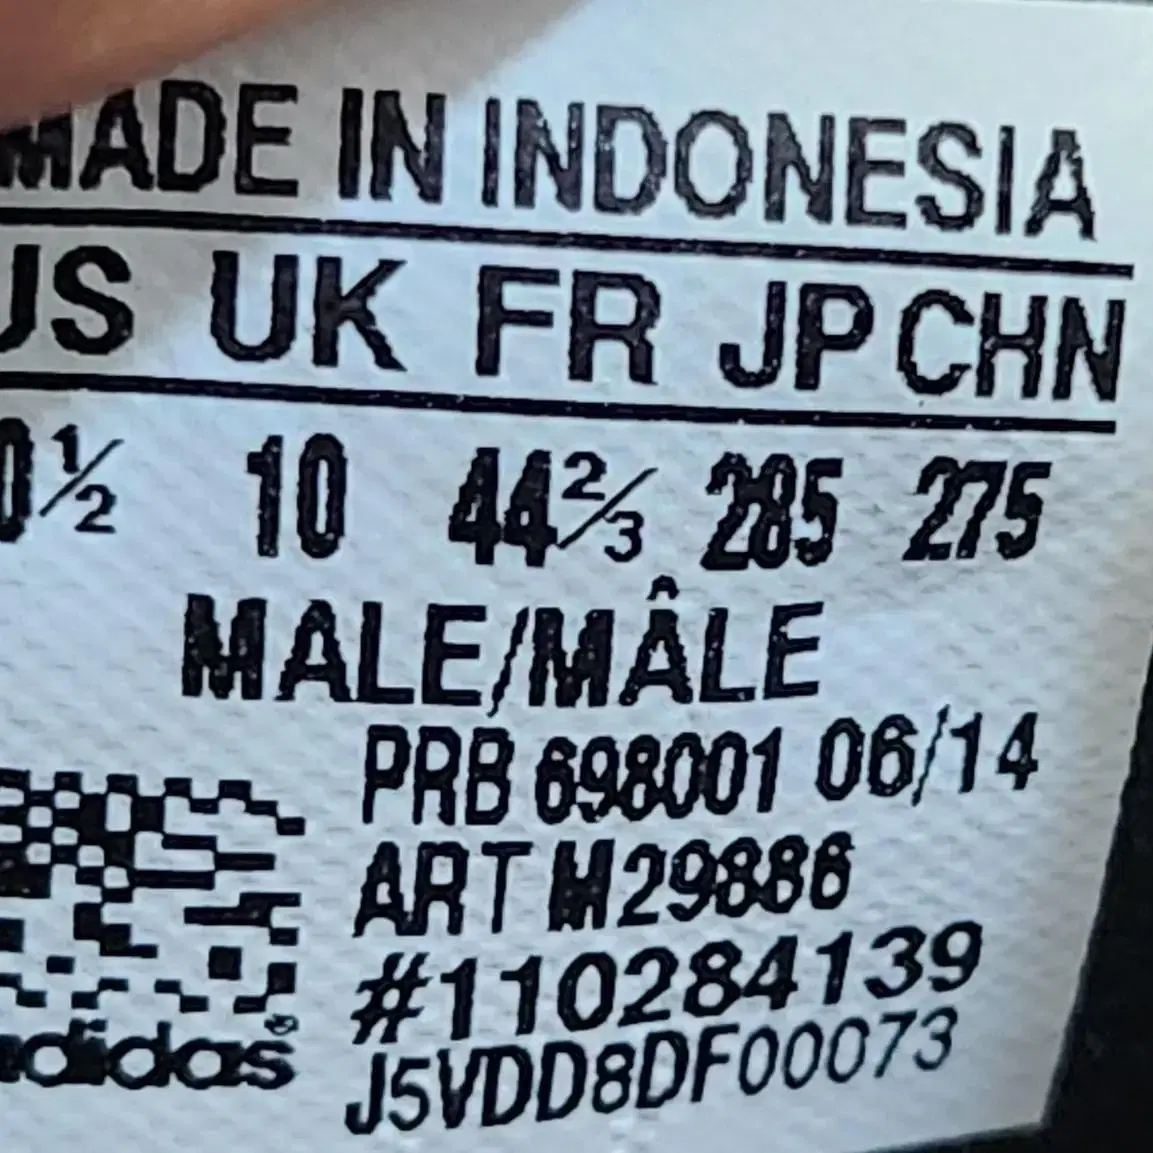 MADE IN INDONESIA
US UK FR JP CHN
0½ 10 44⅔ 285 275
MALE/MÂLE
PRB 698001 06/14
ART M29886
#110284139
J5VDD8DF00073
adidas